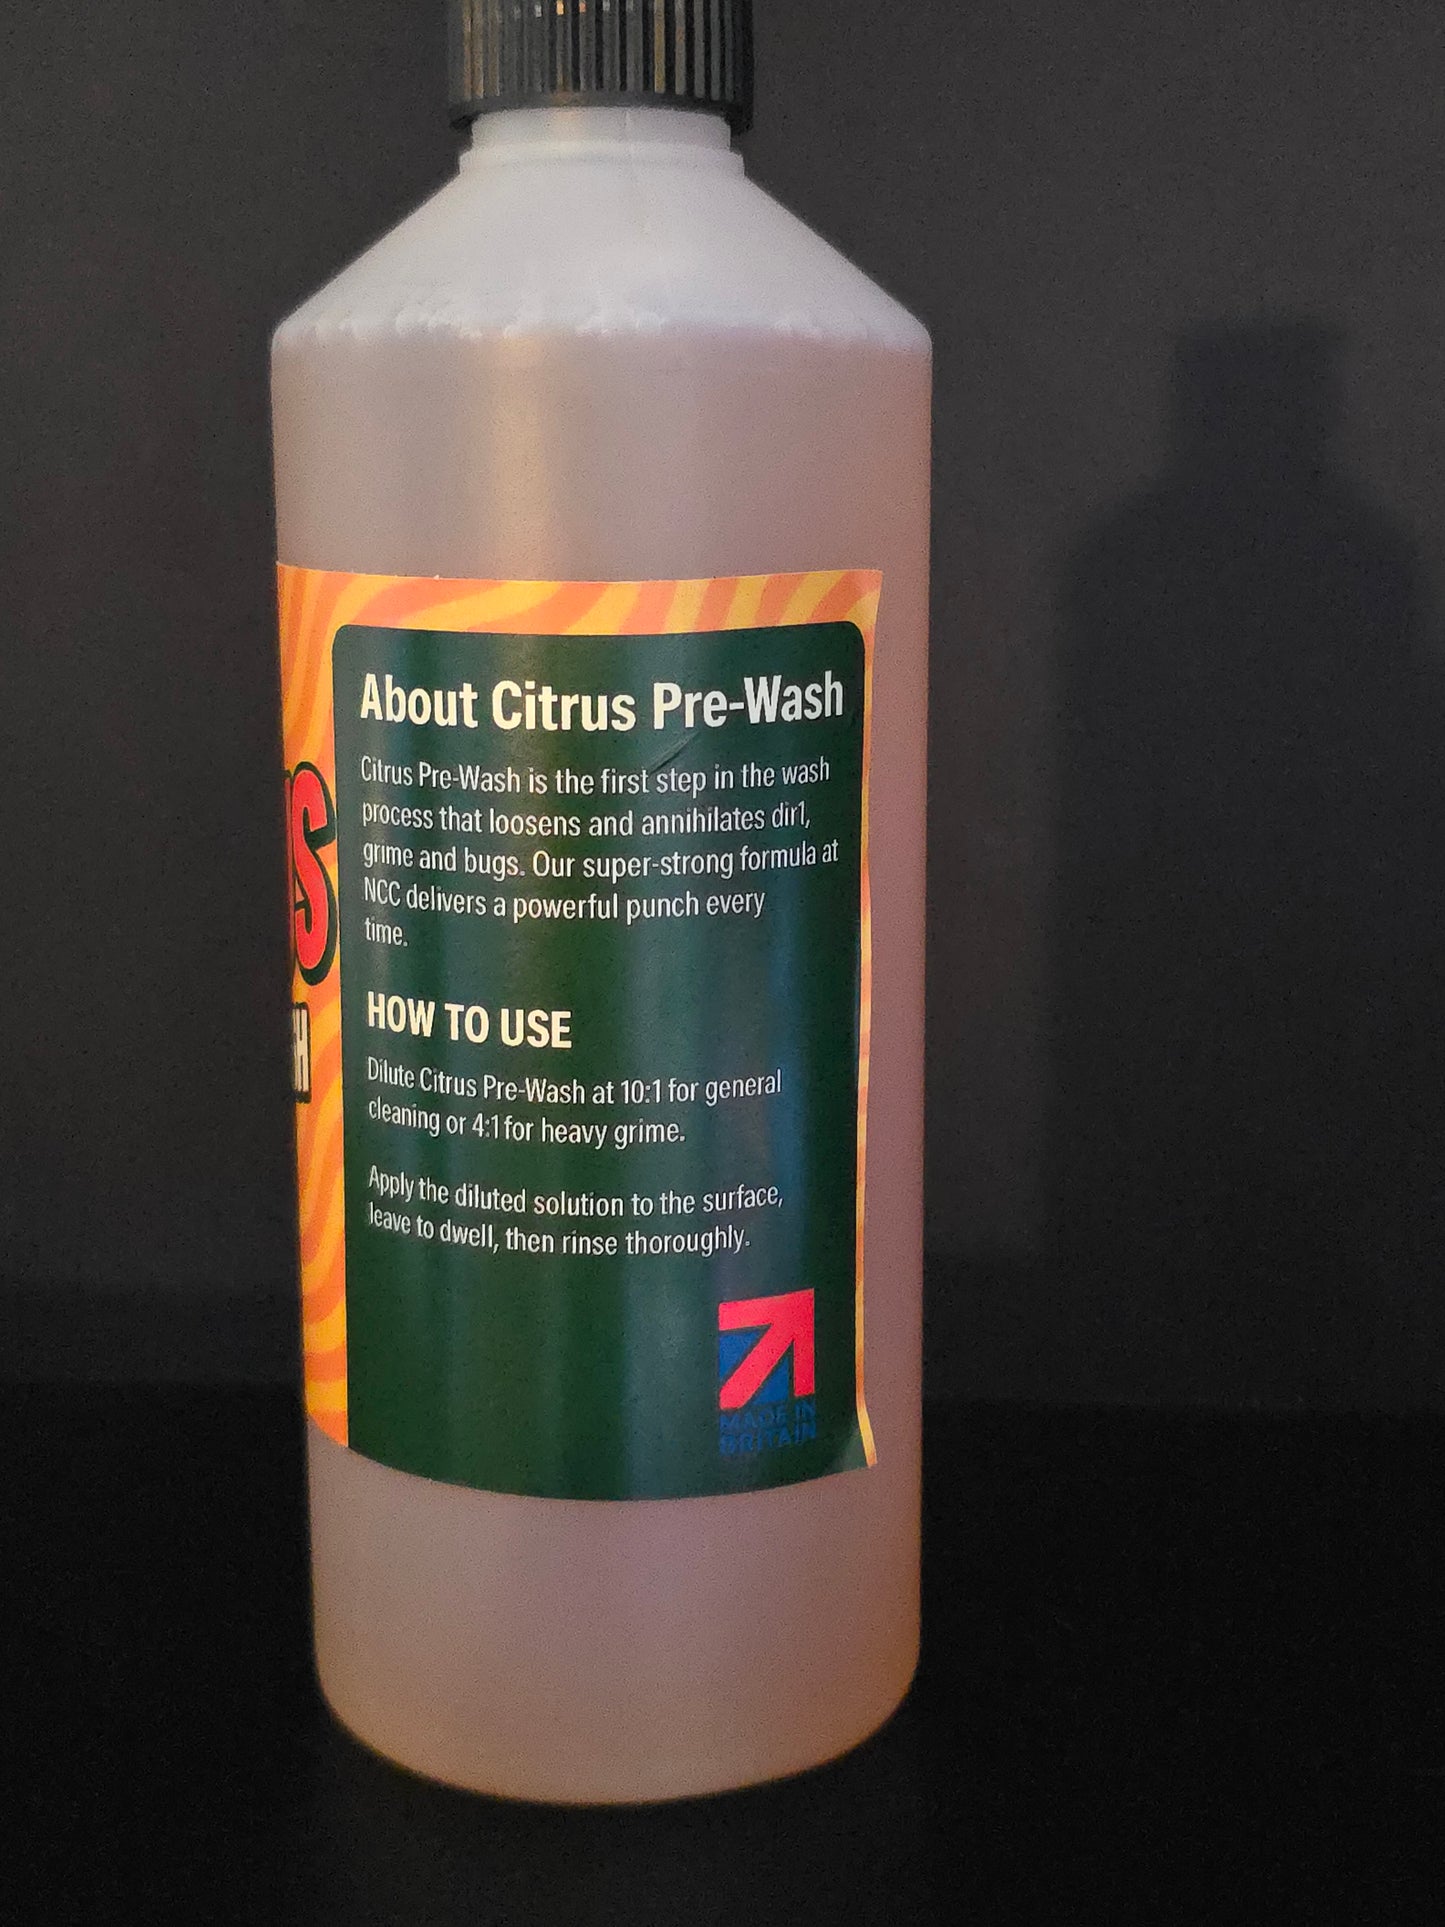 About Citrus Pre-Wash
Citrus Pre-Wash is the first step in the wash
process that loosens and annihilates dirt,
grime and bugs. Our super-strong formula at
NCC delivers a powerful punch every
time.
HOW TO USE
Dilute Citrus Pre-Wash at 10:1 for general
cleaning or 4:1 for heavy grime.
Apply the diluted solution to the surface,
leave to dwell, then rinse thoroughly.
MADE IN
BRITAIN